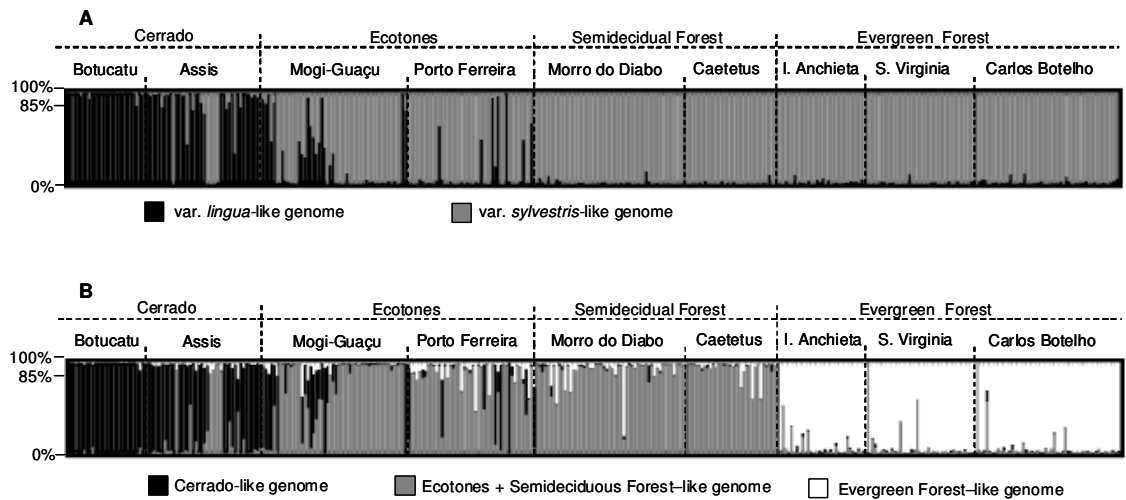 A
Cerrado Ecotones Semidecidual Forest Evergreen Forest
Botucatu Assis Mogi-Guaçu Porto Ferreira Morro do Diabo Caetetus I. Anchieta S. Virginia Carlos Botelho
100%
85%
0%
var. lingua-like genome var. sylvestris-like genome
B
Cerrado Ecotones Semidecidual Forest Evergreen Forest
Botucatu Assis Mogi-Guaçu Porto Ferreira Morro do Diabo Caetetus I. Anchieta S. Virginia Carlos Botelho
100%
85%
0%
Cerrado-like genome Ecotones + Semideciduous Forest–like genome Evergreen Forest–like genome